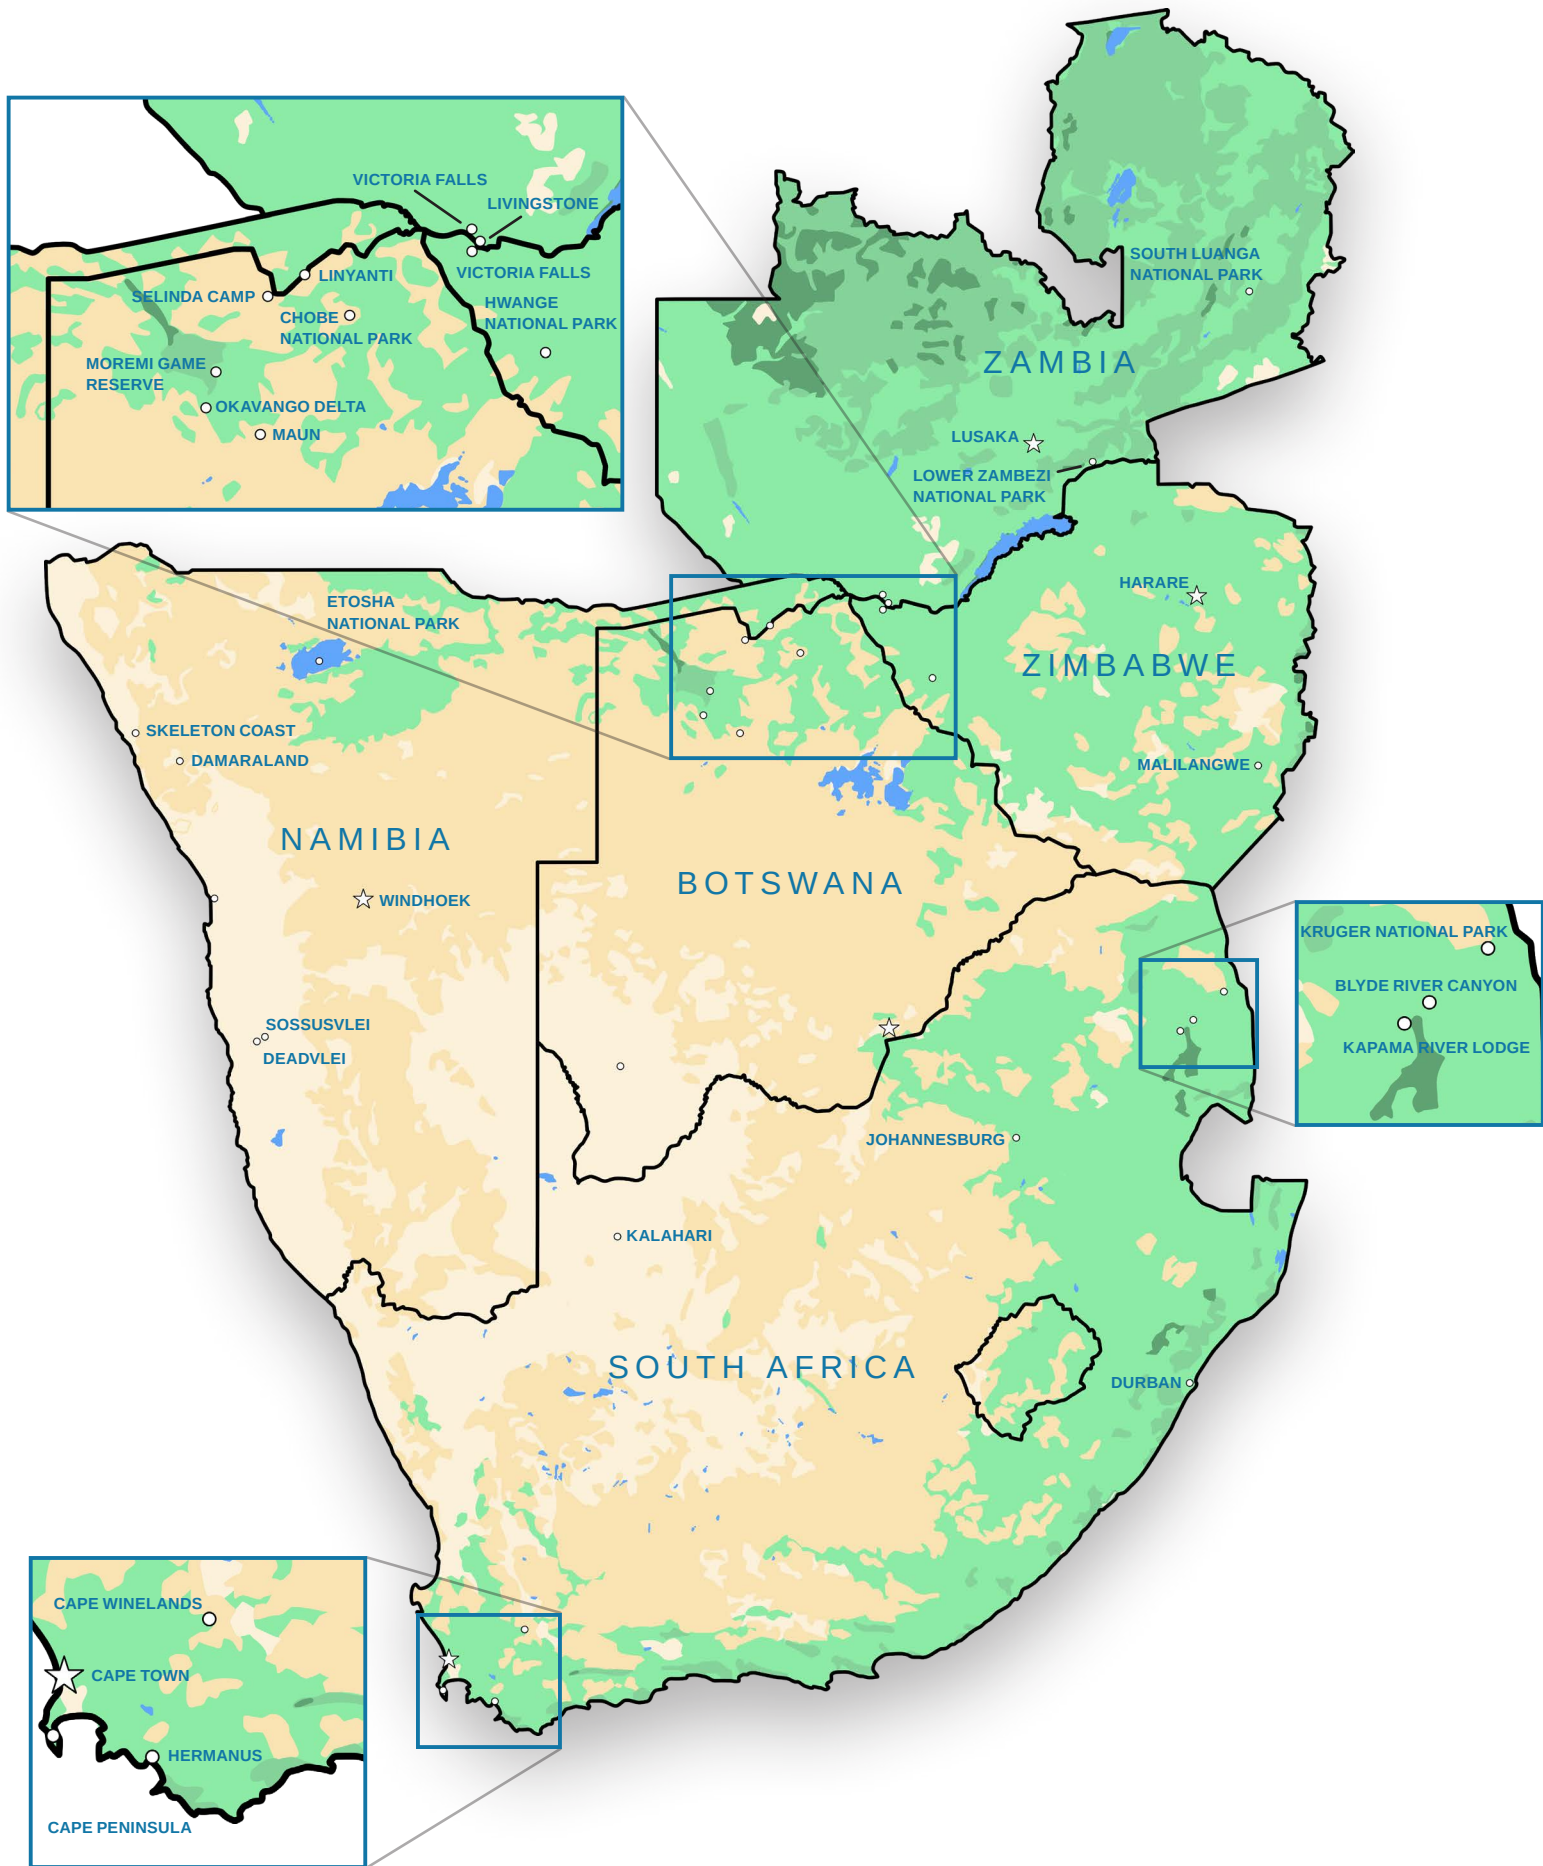 VICTORIA FALLS
LIVINGSTONE
VICTORIA FALLS
LINYANTI
SELINDA CAMP
CHOBE
NATIONAL PARK
HWANGE
NATIONAL PARK
MOREMI GAME
RESERVE
OKAVANGO DELTA
MAUN
SOUTH LUANGA
NATIONAL PARK
ZAMBIA
LUSAKA
LOWER ZAMBEZI
NATIONAL PARK
HARARE
ZIMBABWE
MALILANGWE
ETOSHA
NATIONAL PARK
SKELETON COAST
DAMARALAND
NAMIBIA
WINDHOEK
BOTSWANA
SOSSUSVLEI
DEADVLEI
KRUGER NATIONAL PARK
BLYDE RIVER CANYON
KAPAMA RIVER LODGE
JOHANNESBURG
KALAHARI
SOUTH AFRICA
DURBAN
CAPE WINELANDS
CAPE TOWN
HERMANUS
CAPE PENINSULA